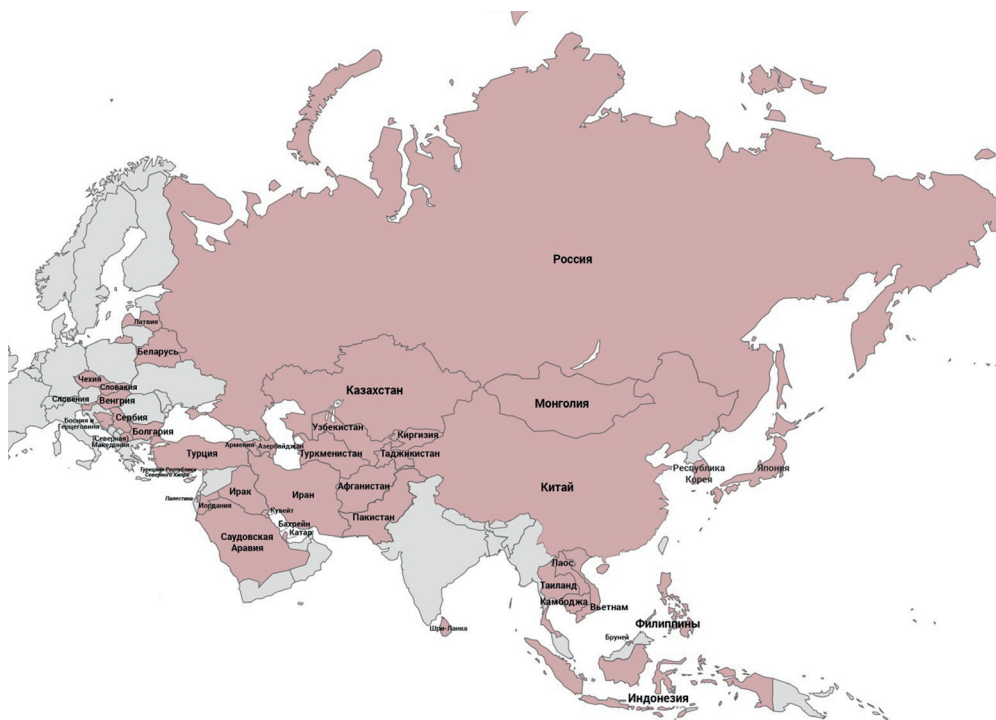 Россия
Латвия
Беларусь
Чехия
Словакия
Словения
Венгрия
Казахстан
Монголия
Сербия
Босния и
Герцеговина
Болгария
(Северная)
Македония
Узбекистан
Киргизия
Армения
Азербайджан
Туркменистан
Таджикистан
Турция
Турецкая Республика
Северного Кипра
Республика
Корея
Япония
Афганистан
Китай
Ирак
Иран
Палестина
Иордания
Кувейт
Пакистан
Бахрейн
Катар
Саудовская
Аравия
Лаос
Таиланд
Камбоджа
Вьетнам
Шри-Ланка
Филиппины
Бруней
Индонезия